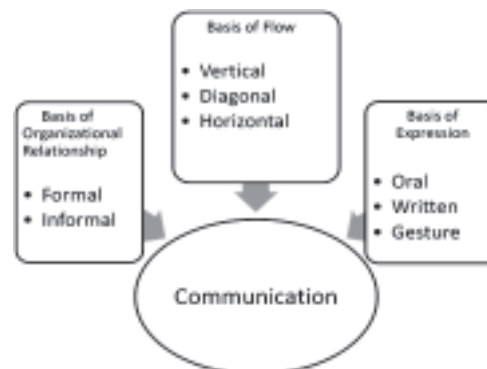 Basis of Flow
• Vertical
• Diagonal
• Horizontal
Basis of
Organizational
Relationship
• Formal
• Informal
Basis of
Expression
• Oral
• Written
• Gesture
Communication